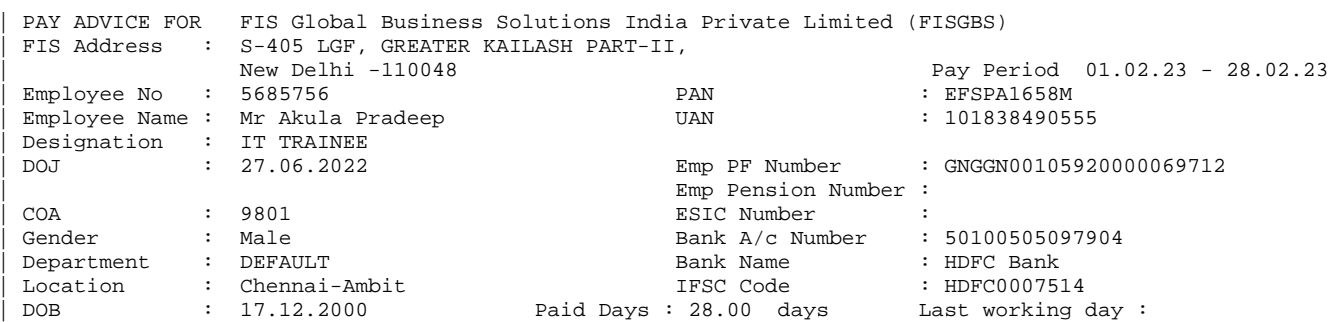 | PAY ADVICE FOR FIS Global Business Solutions India Private Limited (FISGBS)
| FIS Address : S-405 LGF, GREATER KAILASH PART-II,
| New Delhi -110048 Pay Period 01.02.23 - 28.02.23
| Employee No : 5685756 PAN : EFSPA1658M
| Employee Name : Mr Akula Pradeep UAN : 101838490555
| Designation : IT TRAINEE
| DOJ : 27.06.2022 Emp PF Number : GNGGN00105920000069712
| Emp Pension Number :
| COA : 9801 ESIC Number :
| Gender : Male Bank A/c Number : 50100505097904
| Department : DEFAULT Bank Name : HDFC Bank
| Location : Chennai-Ambit IFSC Code : HDFC0007514
| DOB : 17.12.2000 Paid Days : 28.00 days Last working day :